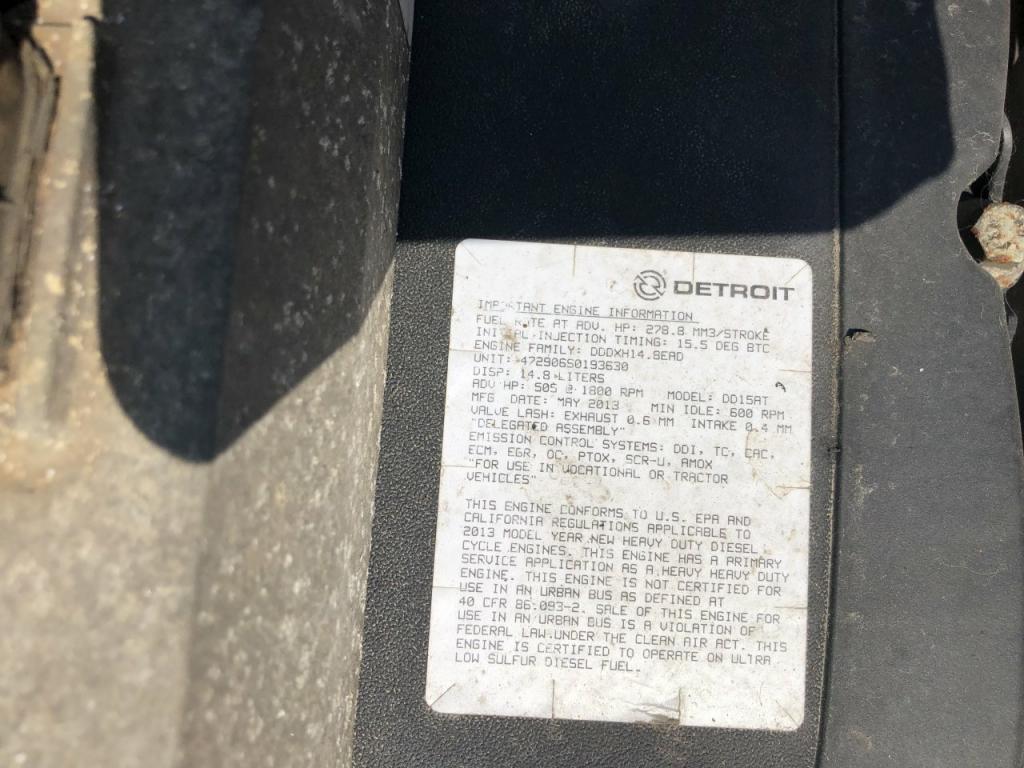 DETROIT
IMPORTANT ENGINE INFORMATION
FUEL RATE AT ADV. HP: 278.8 MM3/STROKE
INITIAL INJECTION TIMING: 15.5 DEG BTC
ENGINE FAMILY: DDDXH14.8EAD
UNIT: 472906S0193630
DISP: 14.8 LITERS
ADV HP: 505 @ 1800 RPM MODEL: DD15AT
MFG DATE: MAY 2013 MIN IDLE: 600 RPM
VALVE LASH: EXHAUST 0.6 MM INTAKE 0.4 MM
"DELEGATED ASSEMBLY"
EMISSION CONTROL SYSTEMS: DDI, TC, CAC,
ECM, EGR, OC, PTOX, SCR-U, AMOX
"FOR USE IN VOCATIONAL OR TRACTOR
VEHICLES"
THIS ENGINE CONFORMS TO U.S. EPA AND
CALIFORNIA REGULATIONS APPLICABLE TO
2013 MODEL YEAR NEW HEAVY DUTY DIESEL
CYCLE ENGINES. THIS ENGINE HAS A PRIMARY
SERVICE APPLICATION AS A HEAVY HEAVY DUTY
ENGINE. THIS ENGINE IS NOT CERTIFIED FOR
USE IN AN URBAN BUS AS DEFINED AT
40 CFR 86.093-2. SALE OF THIS ENGINE FOR
USE IN AN URBAN BUS IS A VIOLATION OF
FEDERAL LAW UNDER THE CLEAN AIR ACT. THIS
ENGINE IS CERTIFIED TO OPERATE ON ULTRA
LOW SULFUR DIESEL FUEL.